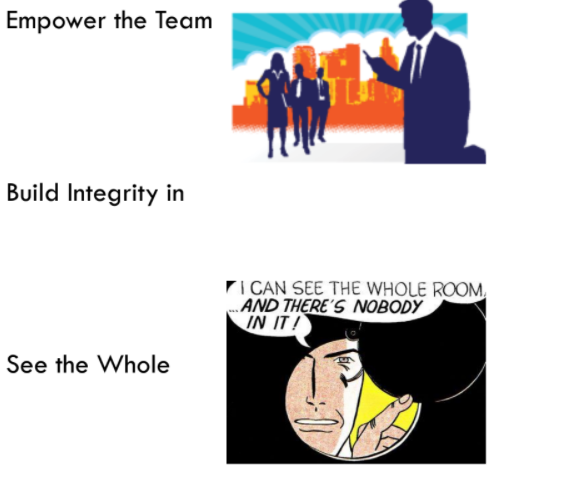 Empower the Team
Build Integrity in
I CAN SEE THE WHOLE ROOM
...AND THERE'S NOBODY
IN IT!
See the Whole